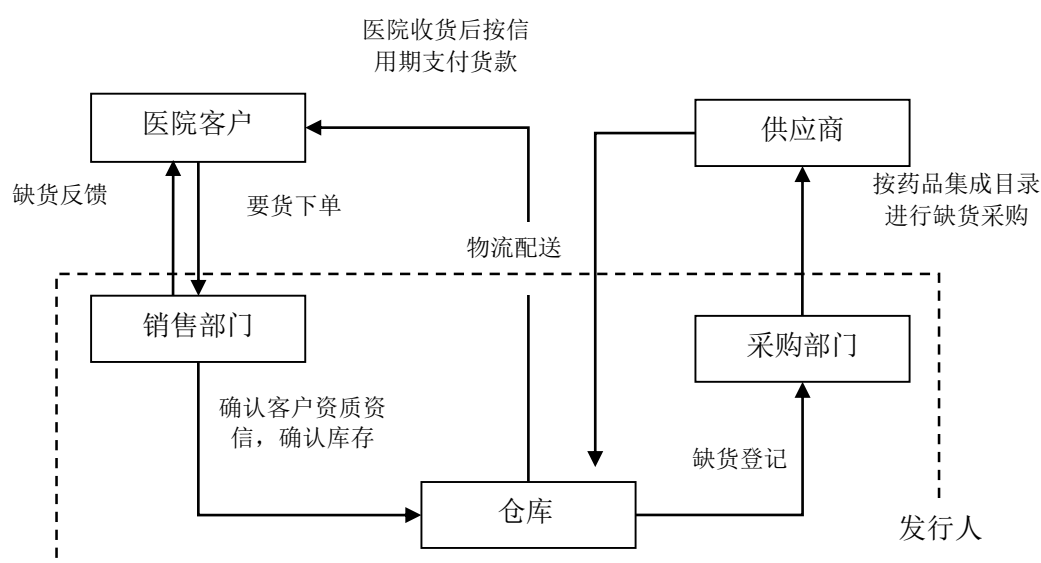 医院收货后按信
用期支付货款
医院客户
供应商
缺货反馈
要货下单
按药品集成目录
进行缺货采购
物流配送
销售部门
采购部门
确认客户资质资
信，确认库存
缺货登记
仓库
发行人